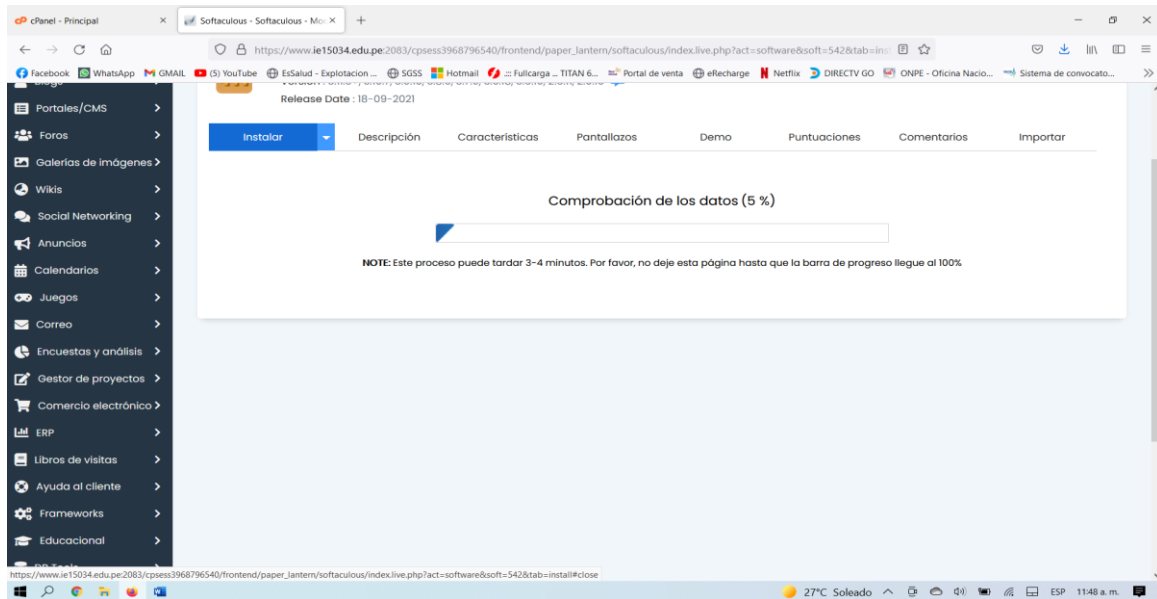 cPanel - Principal
Softaculous - Softaculous - Moo
https://www.ie15034.edu.pe:2083/cpsess3968796540/frontend/paper_lantern/softaculous/index.live.php?act=software&soft=542&tab=ins
Facebook WhatsApp GMAIL (5) YouTube EsSalud - Explotacion ... SGSS Hotmail .::: Fullcarga ... TITAN 6... Portal de venta eRecharge Netflix DIRECTV GO ONPE - Oficina Nacio... Sistema de convocato...
Release Date : 18-09-2021
Portales/CMS
Foros
Galerías de imágenes
Wikis
Social Networking
Anuncios
Calendarios
Juegos
Correo
Encuestas y análisis
Gestor de proyectos
Comercio electrónico
ERP
Libros de visitas
Ayuda al cliente
Frameworks
Educacional
Instalar Descripción Características Pantallazos Demo Puntuaciones Comentarios Importar
Comprobación de los datos (5 %)
NOTE: Este proceso puede tardar 3-4 minutos. Por favor, no deje esta página hasta que la barra de progreso llegue al 100%
https://www.ie15034.edu.pe:2083/cpsess3968796540/frontend/paper_lantern/softaculous/index.live.php?act=software&soft=542&tab=install#close
27°C Soleado ESP 11:48 a. m.